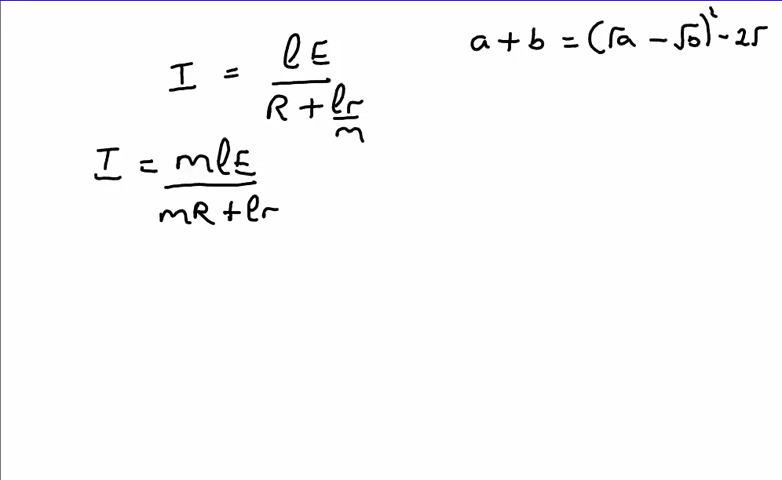 I = lE / (R + lr/m)
a + b = (√a - √b)² - 2√
I = mlE / (mR + lr)